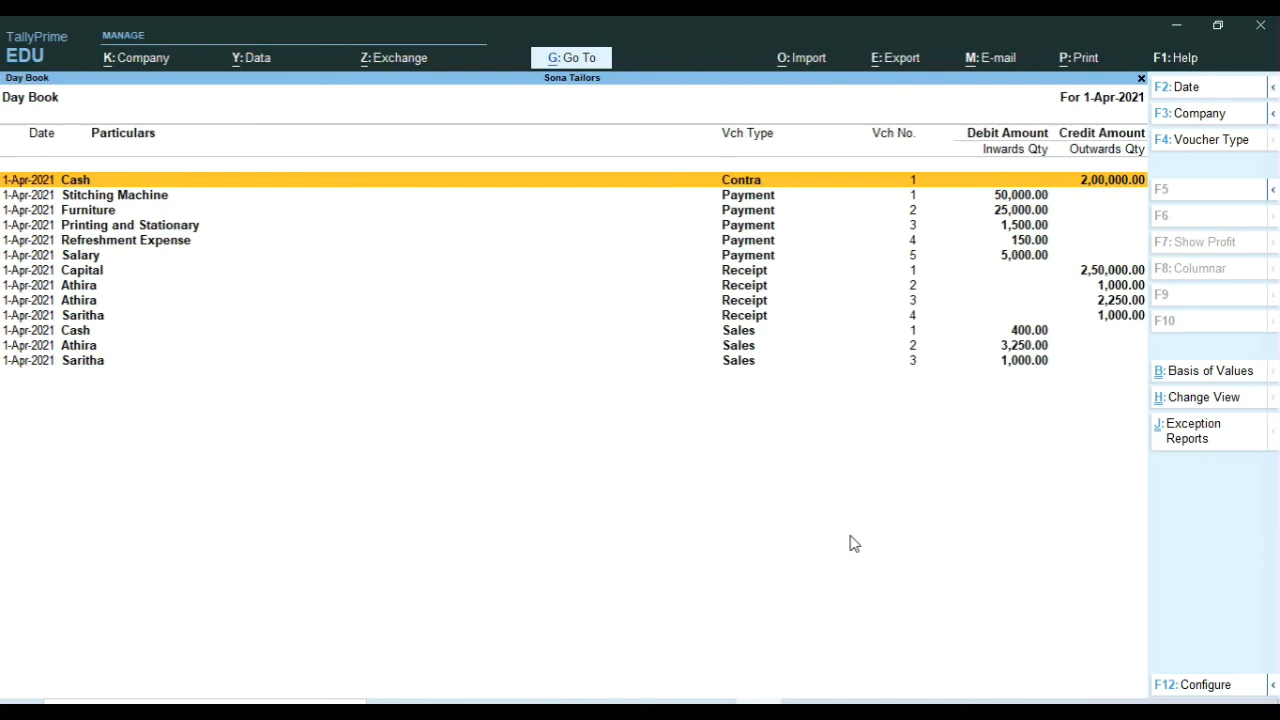 TallyPrime
EDU
MANAGE
K: Company
Y: Data
Z: Exchange
G: Go To
O: Import
E: Export
M: E-mail
P: Print
F1: Help
Day Book
Sona Tailors
Day Book
For 1-Apr-2021
Date Particulars Vch Type Vch No. Debit Amount Credit Amount
Inwards Qty Outwards Qty
1-Apr-2021 Cash Contra 1 2,00,000.00
1-Apr-2021 Stitching Machine Payment 1 50,000.00
1-Apr-2021 Furniture Payment 2 25,000.00
1-Apr-2021 Printing and Stationary Payment 3 1,500.00
1-Apr-2021 Refreshment Expense Payment 4 150.00
1-Apr-2021 Salary Payment 5 5,000.00
1-Apr-2021 Capital Receipt 1 2,50,000.00
1-Apr-2021 Athira Receipt 2 1,000.00
1-Apr-2021 Athira Receipt 3 2,250.00
1-Apr-2021 Saritha Receipt 4 1,000.00
1-Apr-2021 Cash Sales 1 400.00
1-Apr-2021 Athira Sales 2 3,250.00
1-Apr-2021 Saritha Sales 3 1,000.00
F2: Date
F3: Company
F4: Voucher Type
F5
F6
F7: Show Profit
F8: Columnar
F9
F10
B: Basis of Values
H: Change View
J: Exception
Reports
F12: Configure